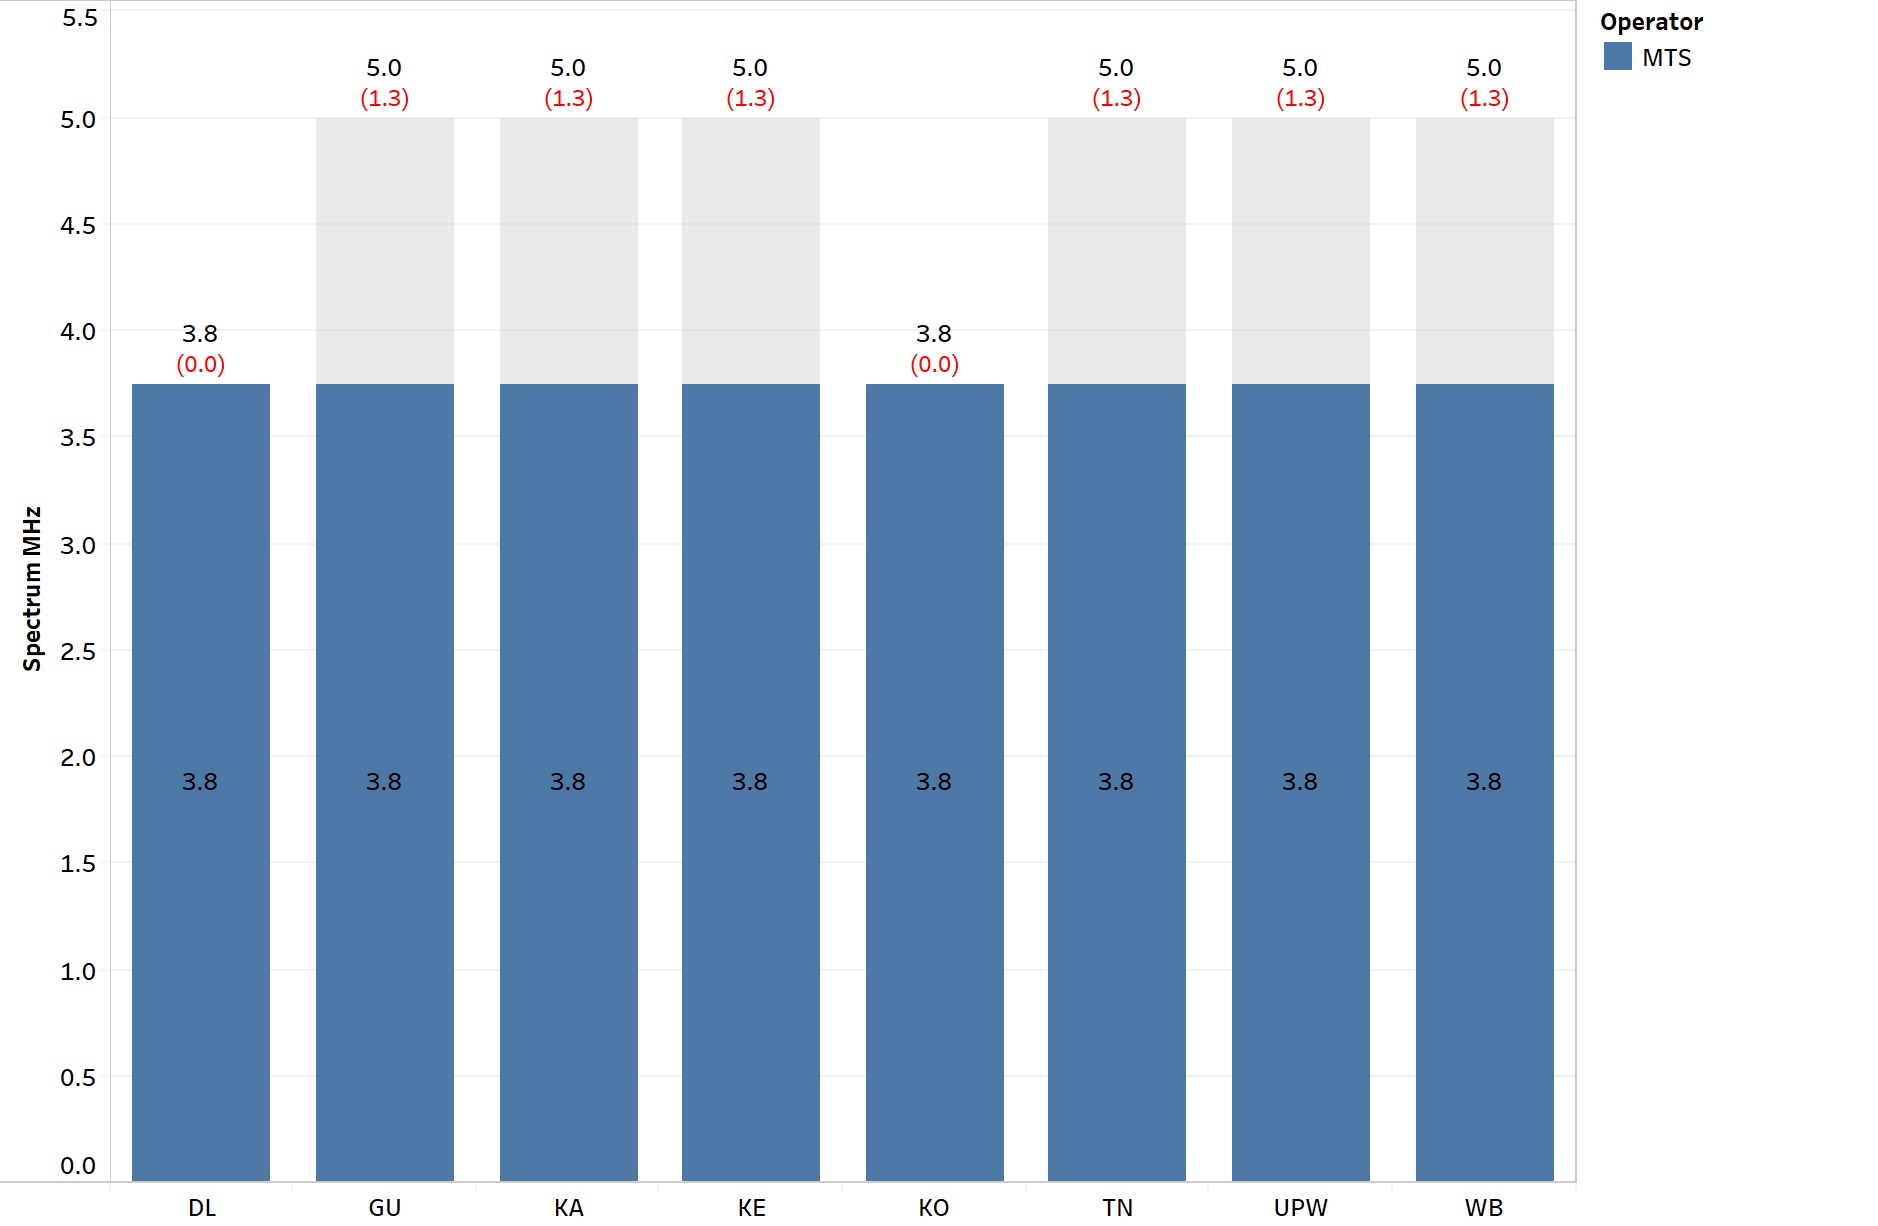 Operator
MTS
5.5
5.0
4.5
4.0
3.5
3.0
2.5
2.0
1.5
1.0
0.5
0.0
Spectrum MHz
5.0 5.0 5.0 5.0 5.0 5.0
(1.3) (1.3) (1.3) (1.3) (1.3) (1.3)
3.8 3.8
(0.0) (0.0)
3.8 3.8 3.8 3.8 3.8 3.8 3.8 3.8
DL GU KA KE KO TN UPW WB